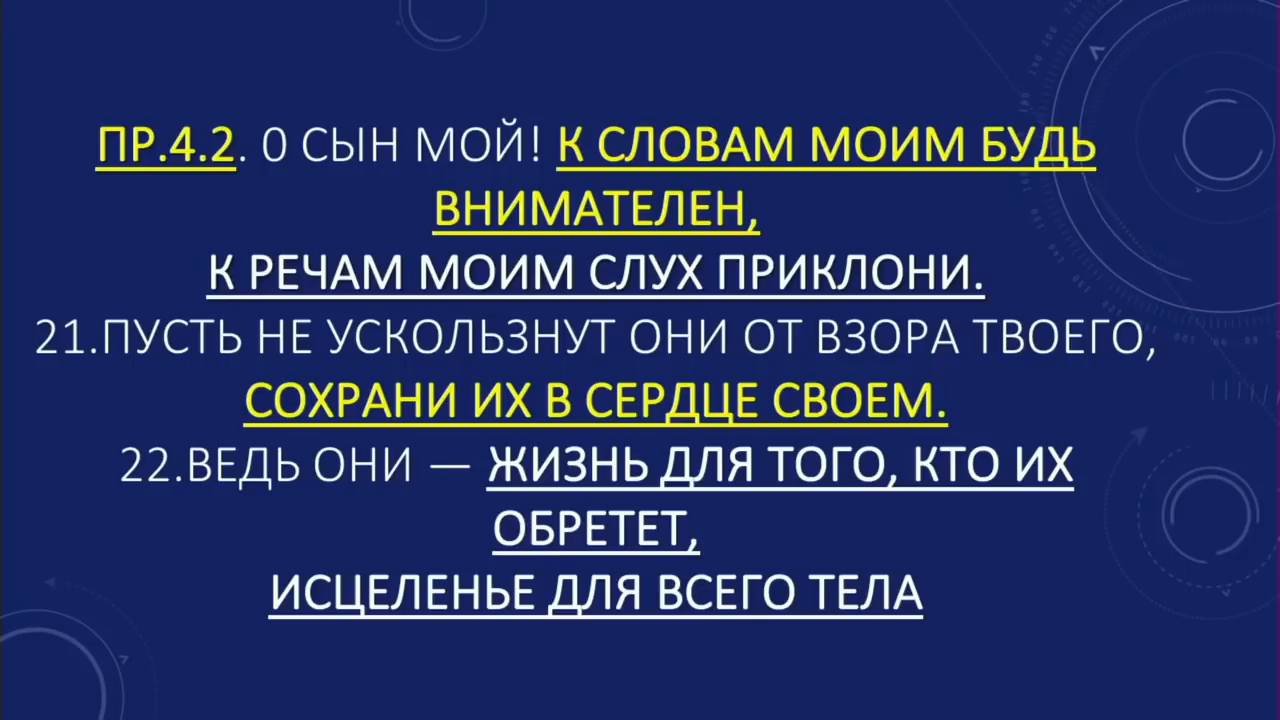 ПР.4.2. 0 СЫН МОЙ! К СЛОВАМ МОИМ БУДЬ
ВНИМАТЕЛЕН,
К РЕЧАМ МОИМ СЛУХ ПРИКЛОНИ.
21.ПУСТЬ НЕ УСКОЛЬЗНУТ ОНИ ОТ ВЗОРА ТВОЕГО,
СОХРАНИ ИХ В СЕРДЦЕ СВОЕМ.
22.ВЕДЬ ОНИ — ЖИЗНЬ ДЛЯ ТОГО, КТО ИХ
ОБРЕТЕТ,
ИСЦЕЛЕНЬЕ ДЛЯ ВСЕГО ТЕЛА